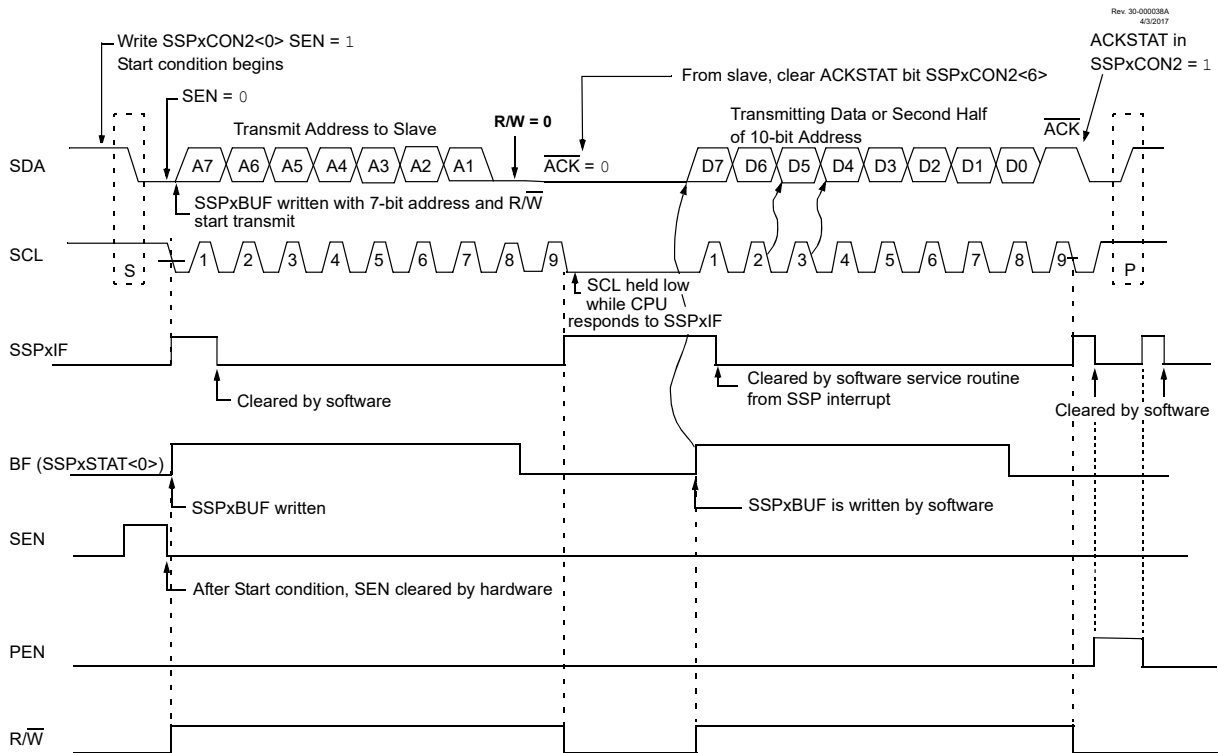 Rev. 30-000038A
4/3/2017
Write SSPxCON2<0> SEN = 1
Start condition begins
ACKSTAT in
SSPxCON2 = 1
From slave, clear ACKSTAT bit SSPxCON2<6>
SEN = 0
Transmit Address to Slave
R/W = 0
Transmitting Data or Second Half
of 10-bit Address
ACK
SDA
A7 A6 A5 A4 A3 A2 A1
ACK = 0
D7 D6 D5 D4 D3 D2 D1 D0
SSPxBUF written with 7-bit address and R/W
start transmit
SCL
S
1 2 3 4 5 6 7 8 9
1 2 3 4 5 6 7 8 9
P
SCL held low
while CPU
responds to SSPxIF
SSPxIF
Cleared by software
Cleared by software service routine
from SSP interrupt
Cleared by software
BF (SSPxSTAT<0>)
SSPxBUF written
SSPxBUF is written by software
SEN
After Start condition, SEN cleared by hardware
PEN
R/W